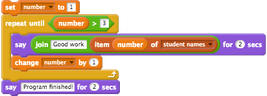 set number to 1
repeat until number > 3
say join Good work item number of student names for 2 secs
change number by 1
say Program finished! for 2 secs